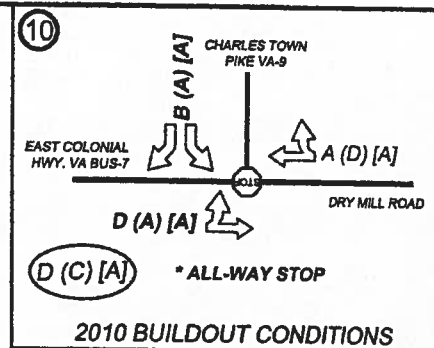 10
CHARLES TOWN
PIKE VA-9
B (A) [A]
EAST COLONIAL
HWY. VA BUS-7
A (D) [A]
STOP
DRY MILL ROAD
D (A) [A]
D (C) [A]
* ALL-WAY STOP
2010 BUILDOUT CONDITIONS